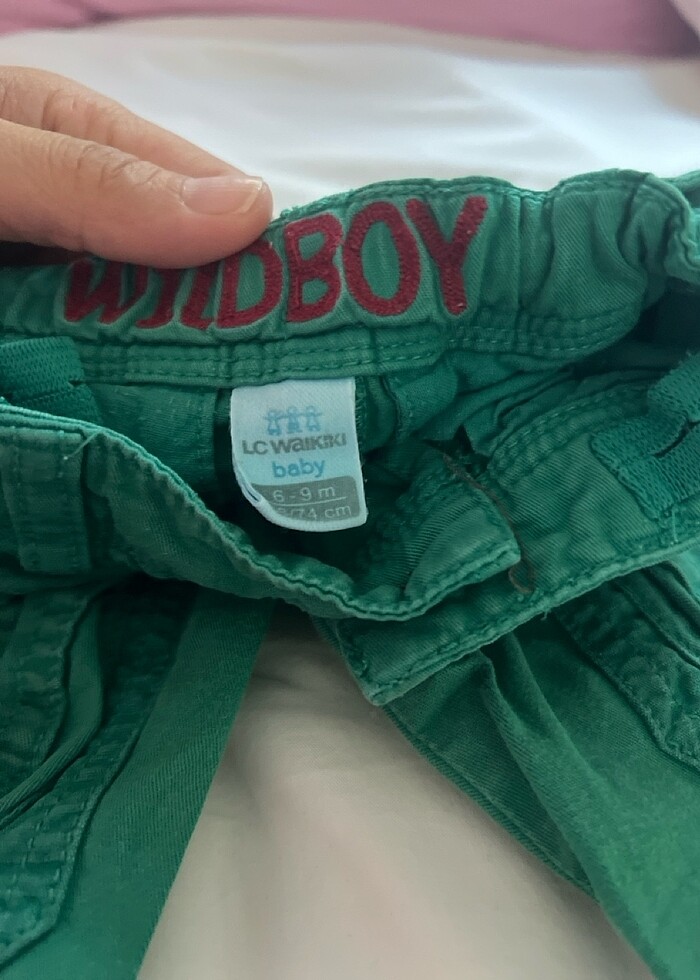 WILDBOY
LC WAIKIKI
baby
6 - 9 m
/74 cm